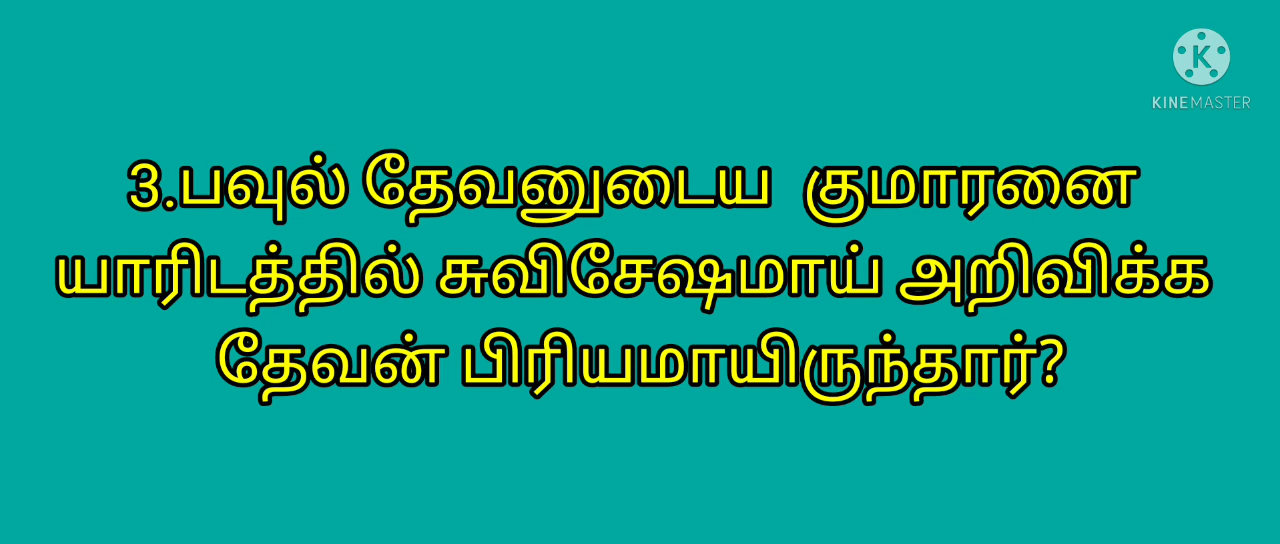 K
KINEMASTER
3.பவுல் தேவனுடைய குமாரனை
யாரிடத்தில் சுவிசேஷமாய் அறிவிக்க
தேவன் பிரியமாயிருந்தார்?